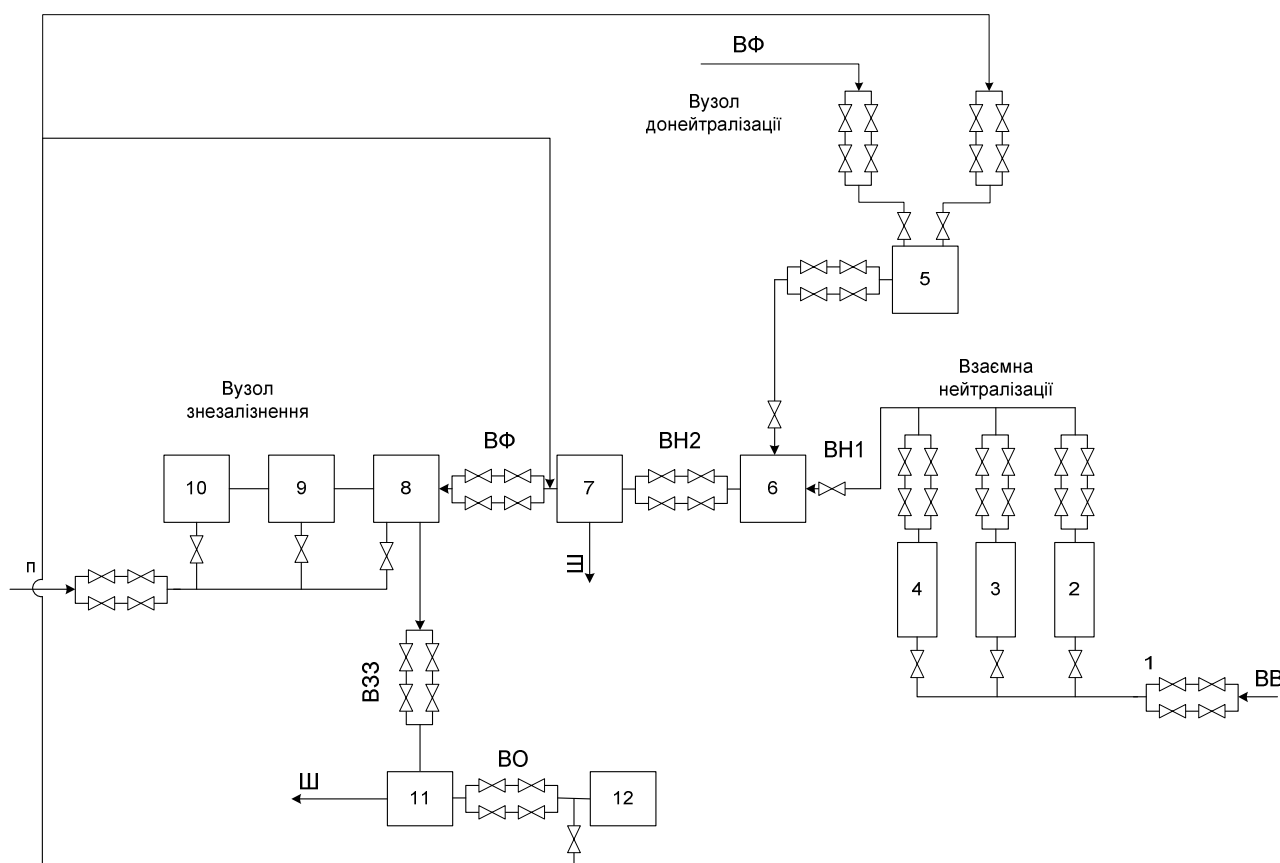 ВФ
Вузол
донейтралізації
5
Взаємна
нейтралізації
Вузол
знезалізнення
ВФ
ВН2
ВН1
10
9
8
7
6
п
Ш
4
3
2
1
ВВ
ВЗЗ
ВО
Ш
11
12